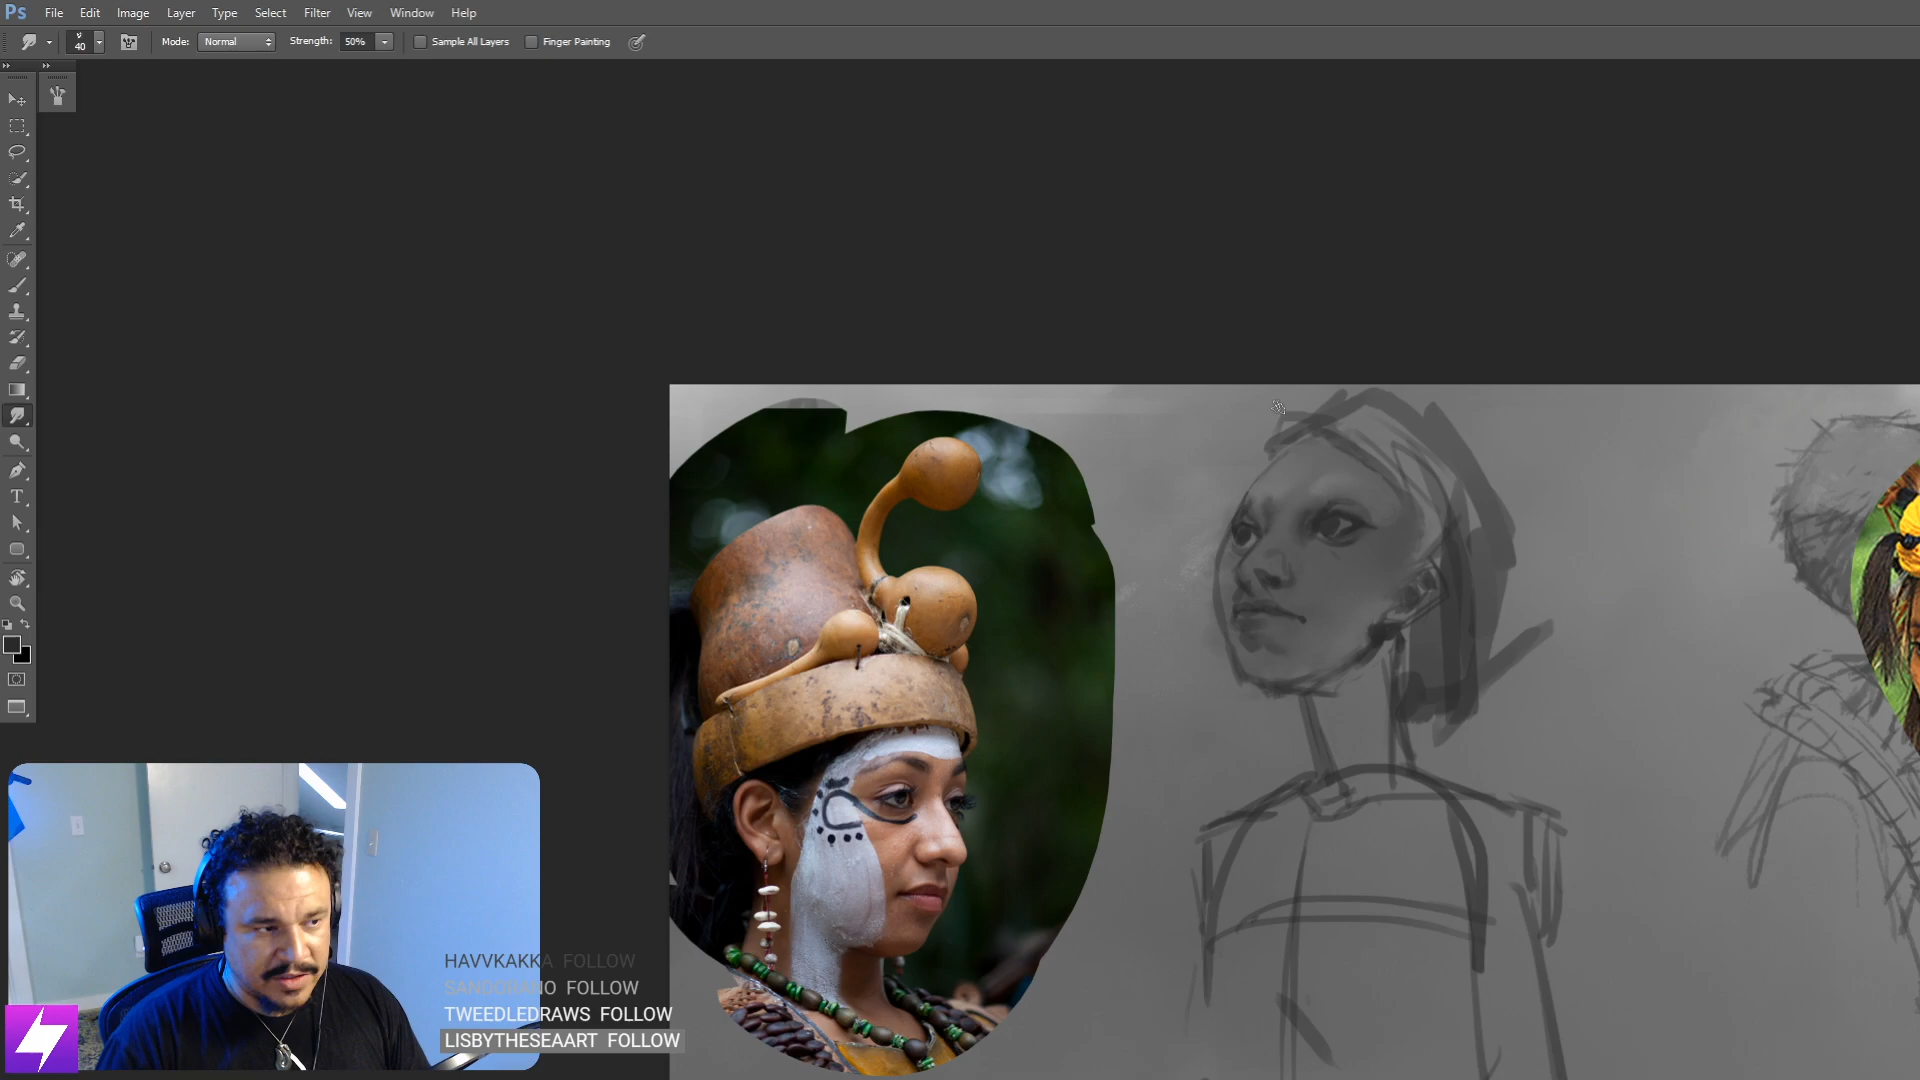 Ps File Edit Image Layer Type Select Filter View Window Help
40 Mode: Normal Strength: 50% Sample All Layers Finger Painting
T
HAVVKAKKA FOLLOW
FOLLOW
TWEEDLEDRAWS FOLLOW
LISBYTHESEAART FOLLOW